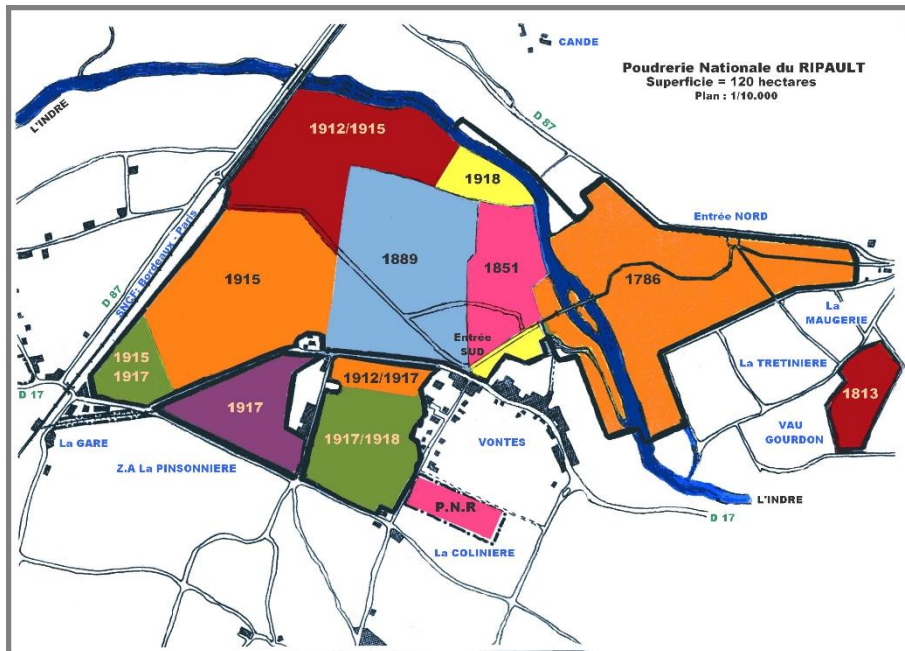 CANDE
Poudrerie Nationale du RIPAULT
Superficie = 120 hectares
Plan : 1/10.000
L'INDRE
D 87
1912/1915
1918
Entrée NORD
SNCF: Bordeaux - Paris
D 87
1915
1889
1851
1786
LA
MAUGERIE
Entrée
SUD
1915
1917
La TRETINIERE
1912/1917
D 17
1917
1813
La GARE
1917/1918
VONTES
VAU
GOURDON
Z.A La PINSONNIERE
P.N.R
L'INDRE
D 17
La COLINIERE